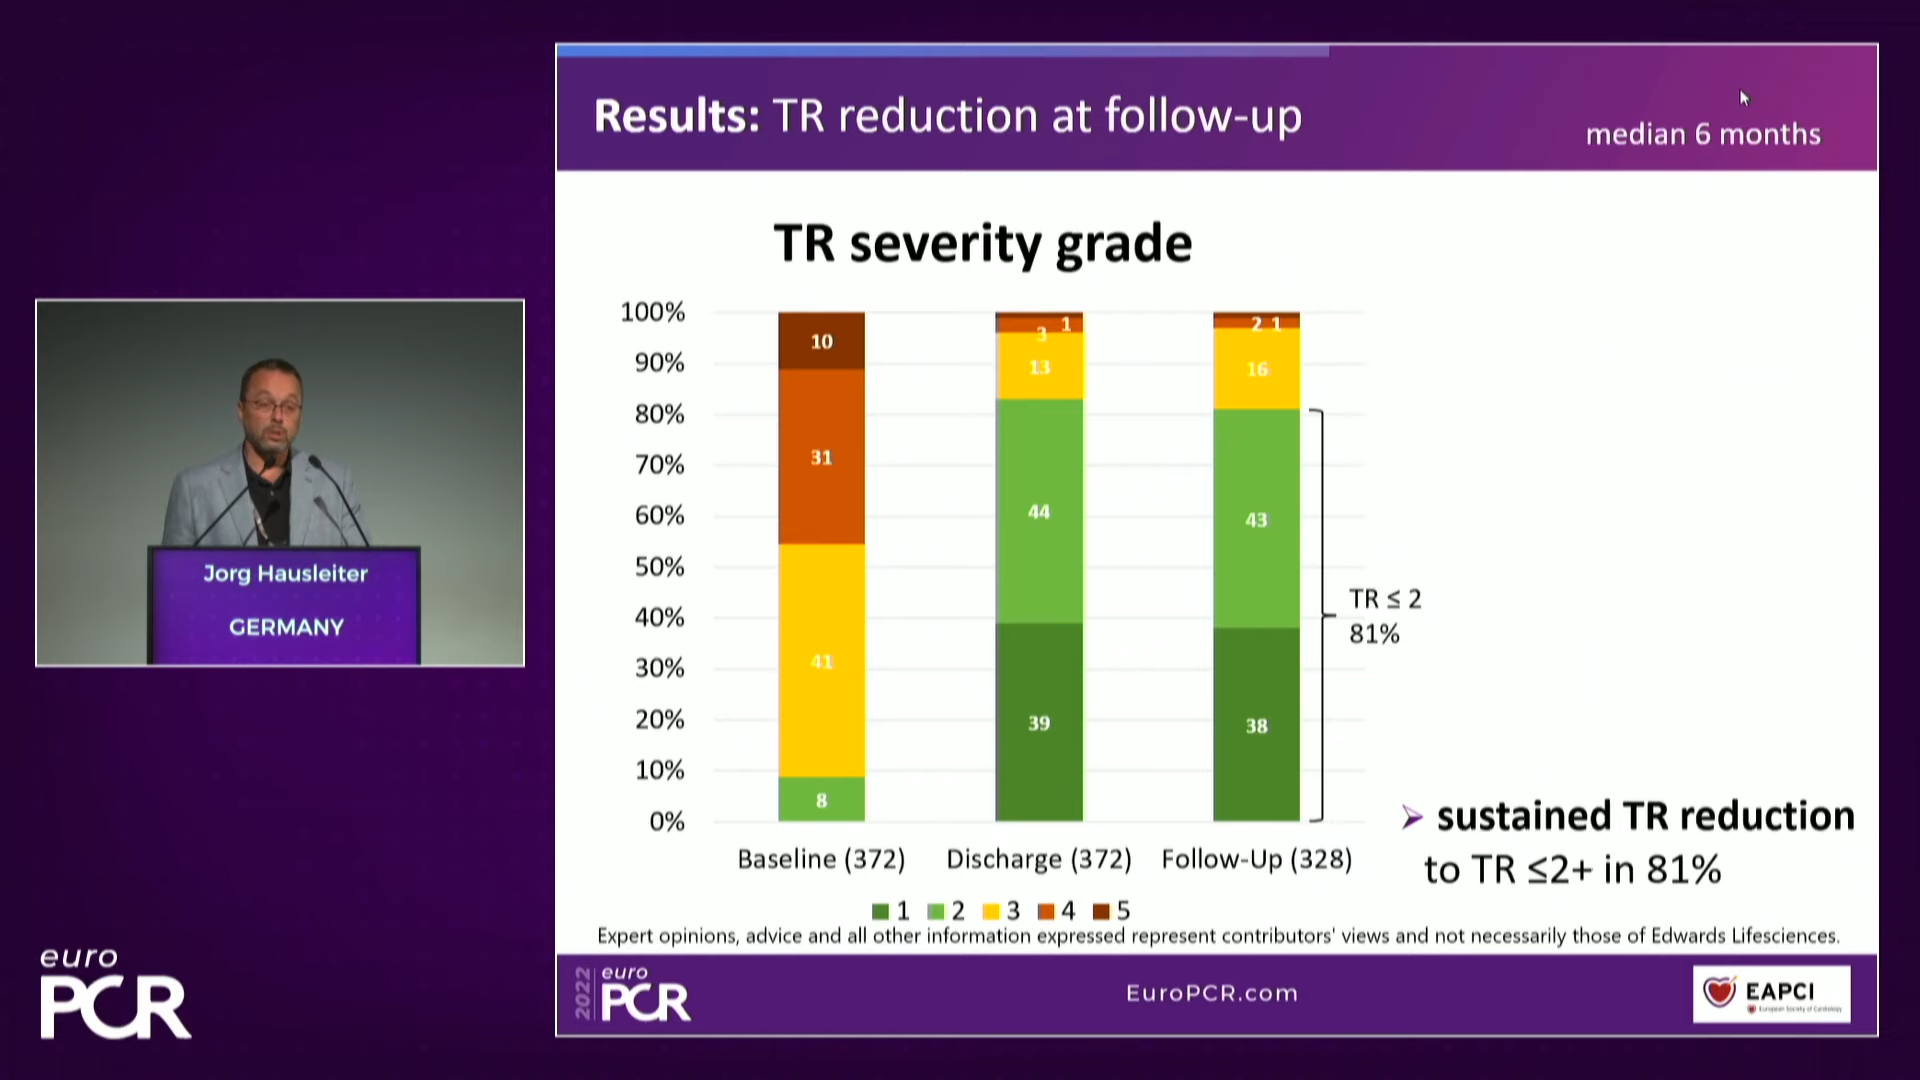 Results: TR reduction at follow-up
median 6 months
TR severity grade
100%
90%
80%
70%
60%
50%
40%
30%
20%
10%
0%
10
31
41
8
1
3
13
44
39
2 1
16
43
38
TR ≤ 2
81%
Baseline (372)
Discharge (372)
Follow-Up (328)
1 2 3 4 5
➢ sustained TR reduction
to TR ≤2+ in 81%
Expert opinions, advice and all other information expressed represent contributors' views and not necessarily those of Edwards Lifesciences.
2022
euro
PCR
EuroPCR.com
EAPCI
European Society of Cardiology
Jorg Hausleiter
GERMANY
euro
PCR